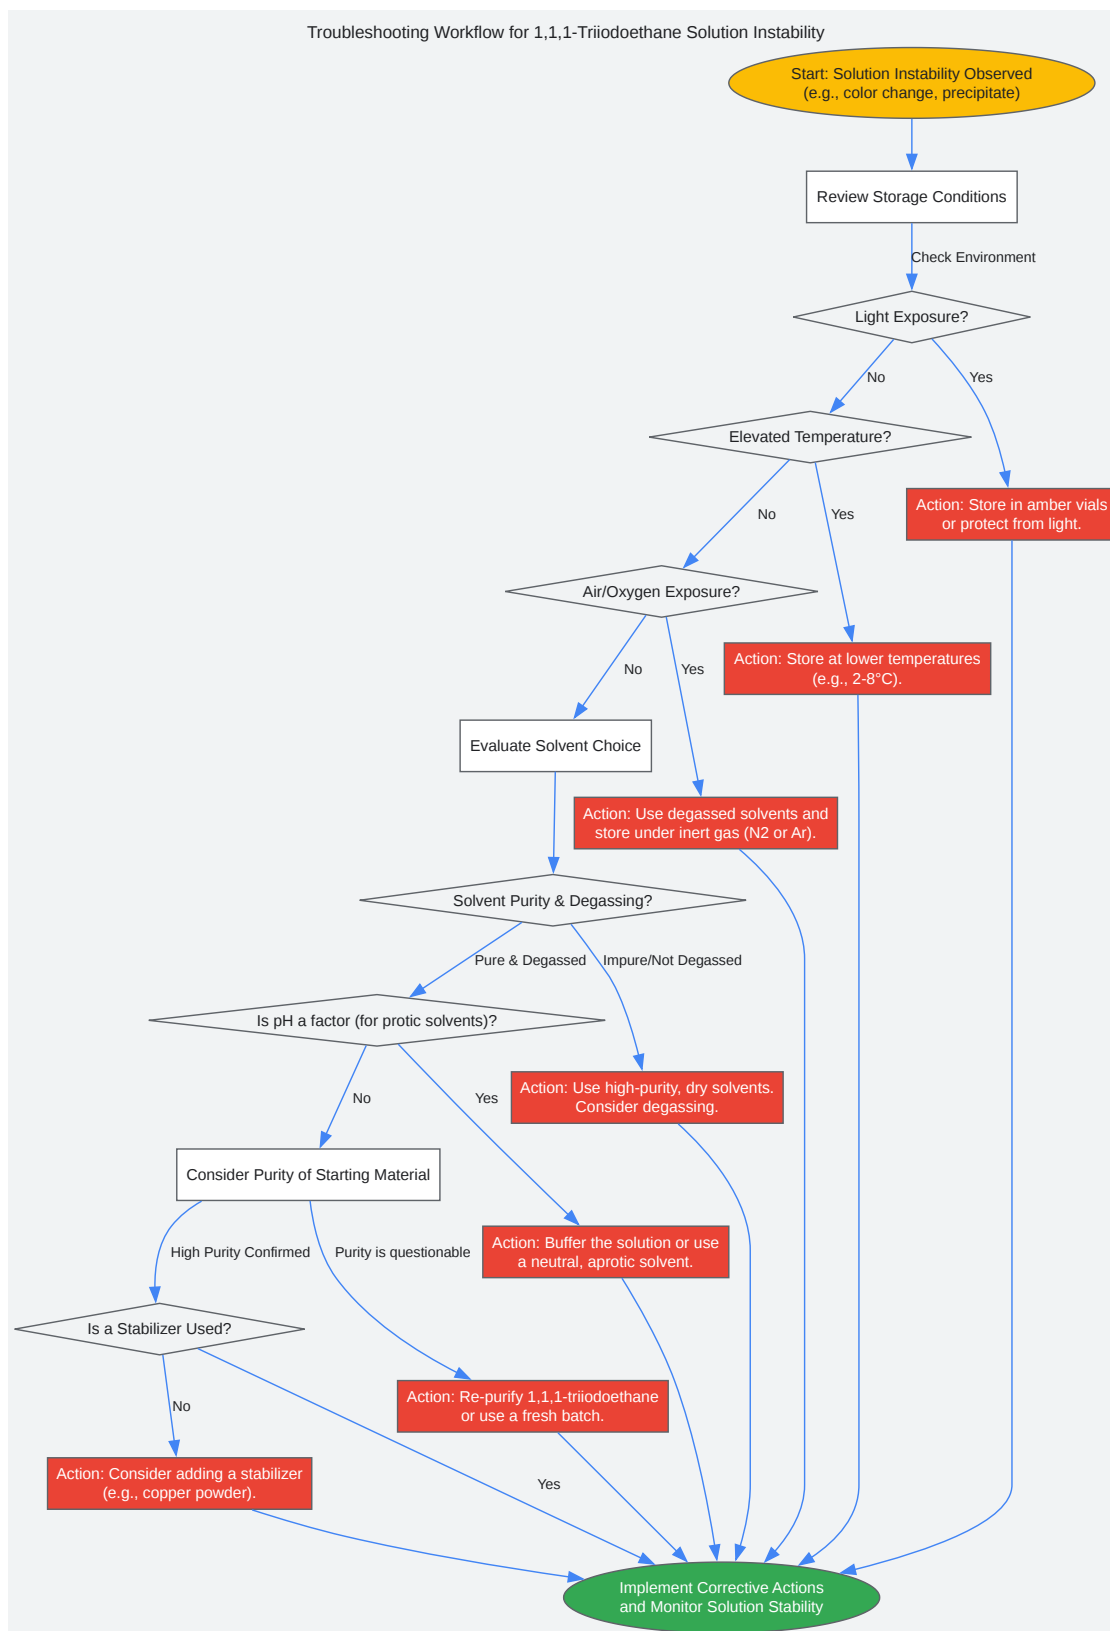 Troubleshooting Workflow for 1,1,1-Triiodoethane Solution Instability
Start: Solution Instability Observed
(e.g., color change, precipitate)
Review Storage Conditions
Check Environment
Light Exposure?
No
Yes
Elevated Temperature?
Action: Store in amber vials
or protect from light.
No
Yes
Air/Oxygen Exposure?
Action: Store at lower temperatures
(e.g., 2-8°C).
No
Yes
Evaluate Solvent Choice
Action: Use degassed solvents and
store under inert gas (N2 or Ar).
Solvent Purity & Degassing?
Pure & Degassed
Impure/Not Degassed
Is pH a factor (for protic solvents)?
Action: Use high-purity, dry solvents.
Consider degassing.
No
Yes
Consider Purity of Starting Material
Action: Buffer the solution or use
a neutral, aprotic solvent.
High Purity Confirmed
Purity is questionable
Is a Stabilizer Used?
Action: Re-purify 1,1,1-triiodoethane
or use a fresh batch.
No
Yes
Action: Consider adding a stabilizer
(e.g., copper powder).
Implement Corrective Actions
and Monitor Solution Stability